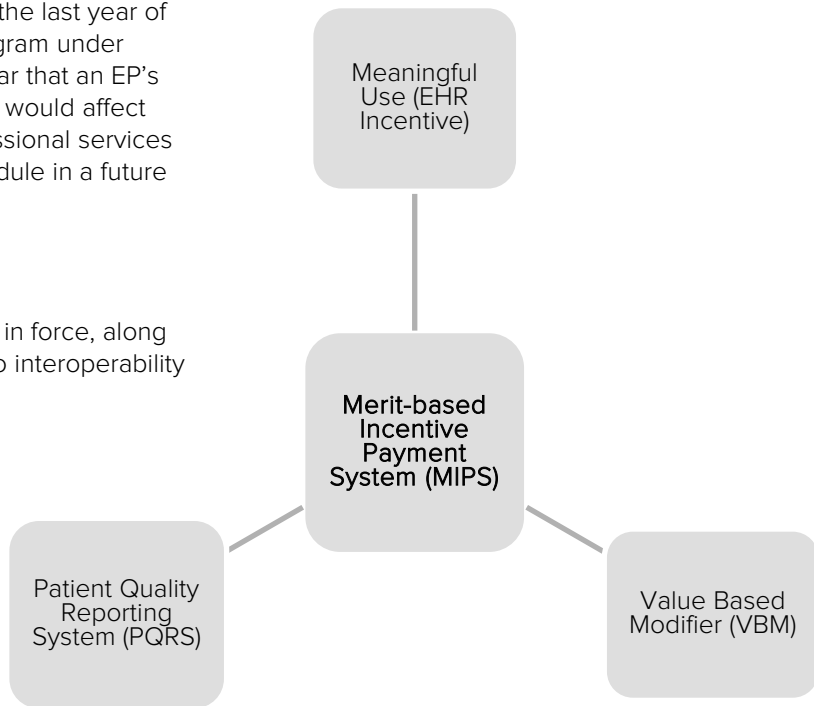 the last year of
gram under
ar that an EP’s
would affect
ssional services
dule in a future
in force, along
o interoperability
Meaningful
Use (EHR
Incentive)
Merit-based
Incentive
Payment
System (MIPS)
Patient Quality
Reporting
System (PQRS)
Value Based
Modifier (VBM)